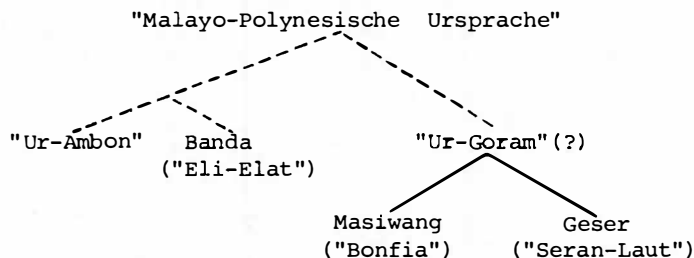 "Malayo-Polynesische Ursprache"
"Ur-Ambon" Banda "Ur-Goram"(?)
("Eli-Elat")
Masiwang Geser
("Bonfia") ("Seran-Laut")